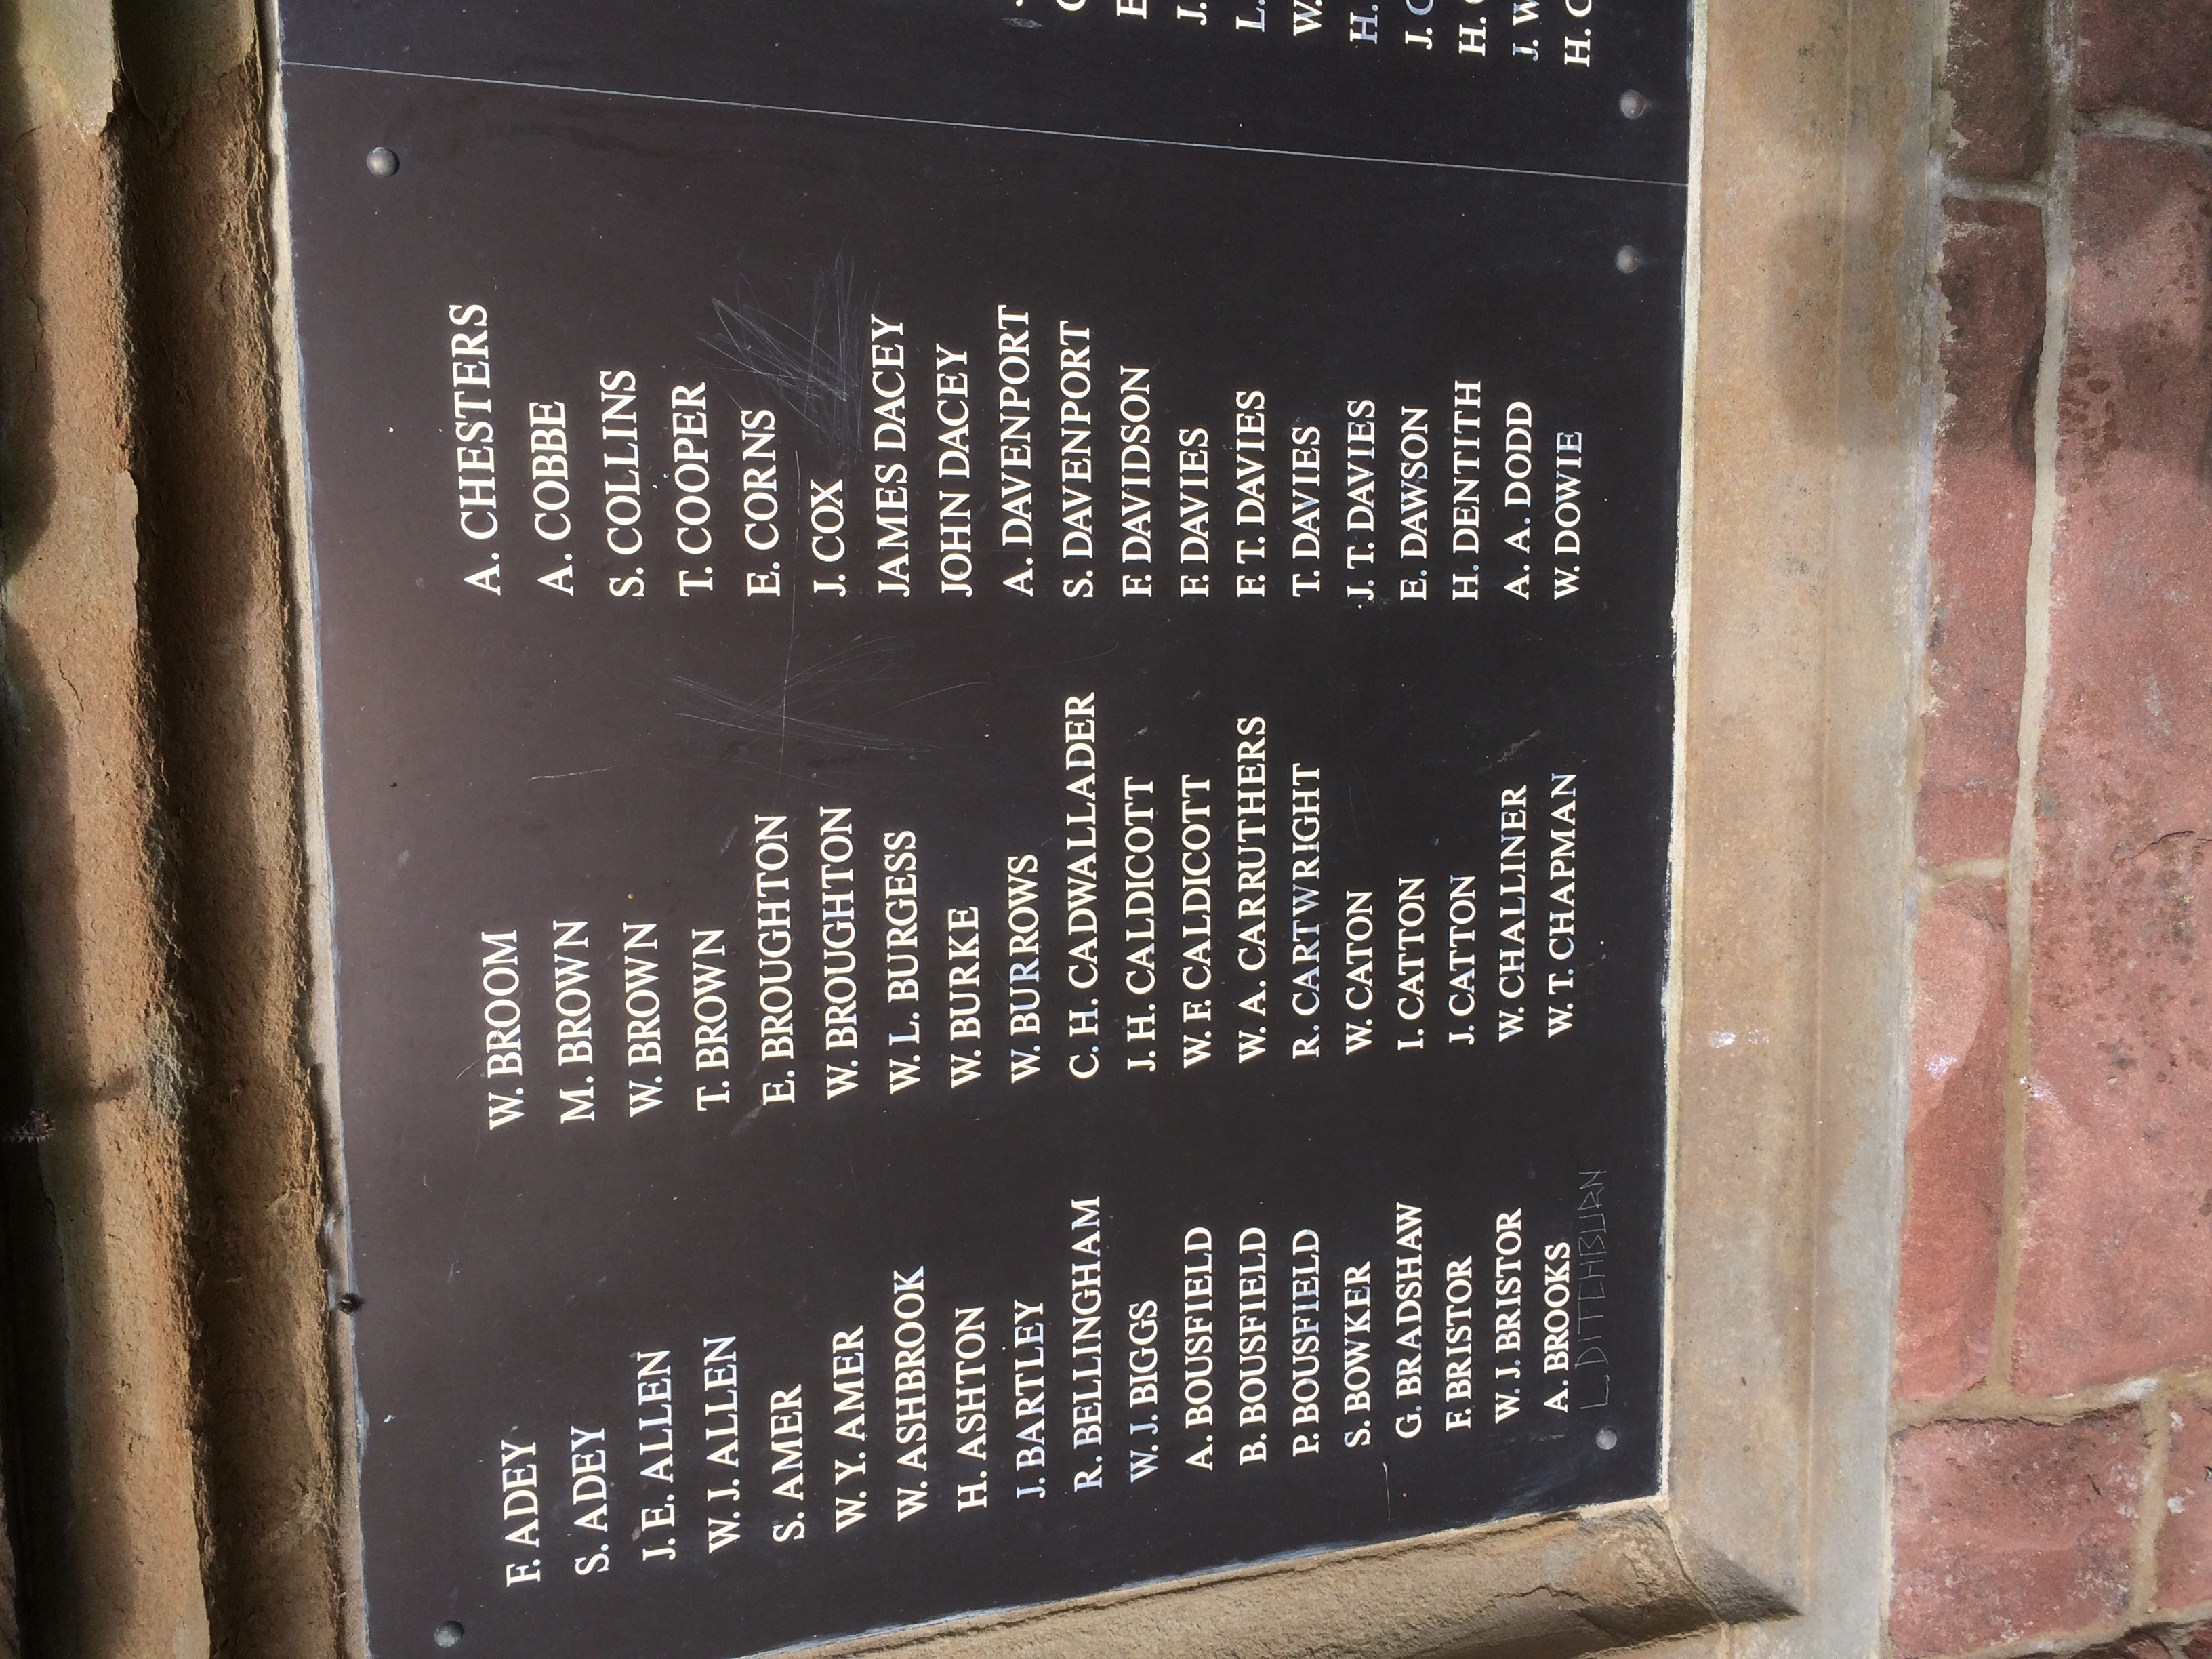 F. ADEY
S. ADEY
J. E. ALLEN
W. J. ALLEN
S. AMER
W. Y. AMER
W. ASHBROOK
H. ASHTON
J. BARTLEY
R. BELLINGHAM
W. J. BIGGS
A. BOUSFIELD
B. BOUSFIELD
P. BOUSFIELD
S. BOWKER
G. BRADSHAW
F. BRISTOR
W. J. BRISTOR
A. BROOKS
L. DITCHBURN
W. BROOM
M. BROWN
W. BROWN
T. BROWN
E. BROUGHTON
W. BROUGHTON
W. L. BURGESS
W. BURKE
W. BURROWS
C. H. CADWALLADER
J. H. CALDICOTT
W. F. CALDICOTT
W. A. CARRUTHERS
R. CARTWRIGHT
W. CATON
I. CATTON
J. CATTON
W. CHALLINER
W. T. CHAPMAN
A. CHESTERS
A. COBBE
S. COLLINS
T. COOPER
E. CORNS
J. COX
JAMES DACEY
JOHN DACEY
A. DAVENPORT
S. DAVENPORT
F. DAVIDSON
F. DAVIES
F. T. DAVIES
T. DAVIES
J. T. DAVIES
E. DAWSON
H. DENTITH
A. A. DODD
W. DOWIE
E
J.
L.
W.
H.
J.
H.
J. W
H.